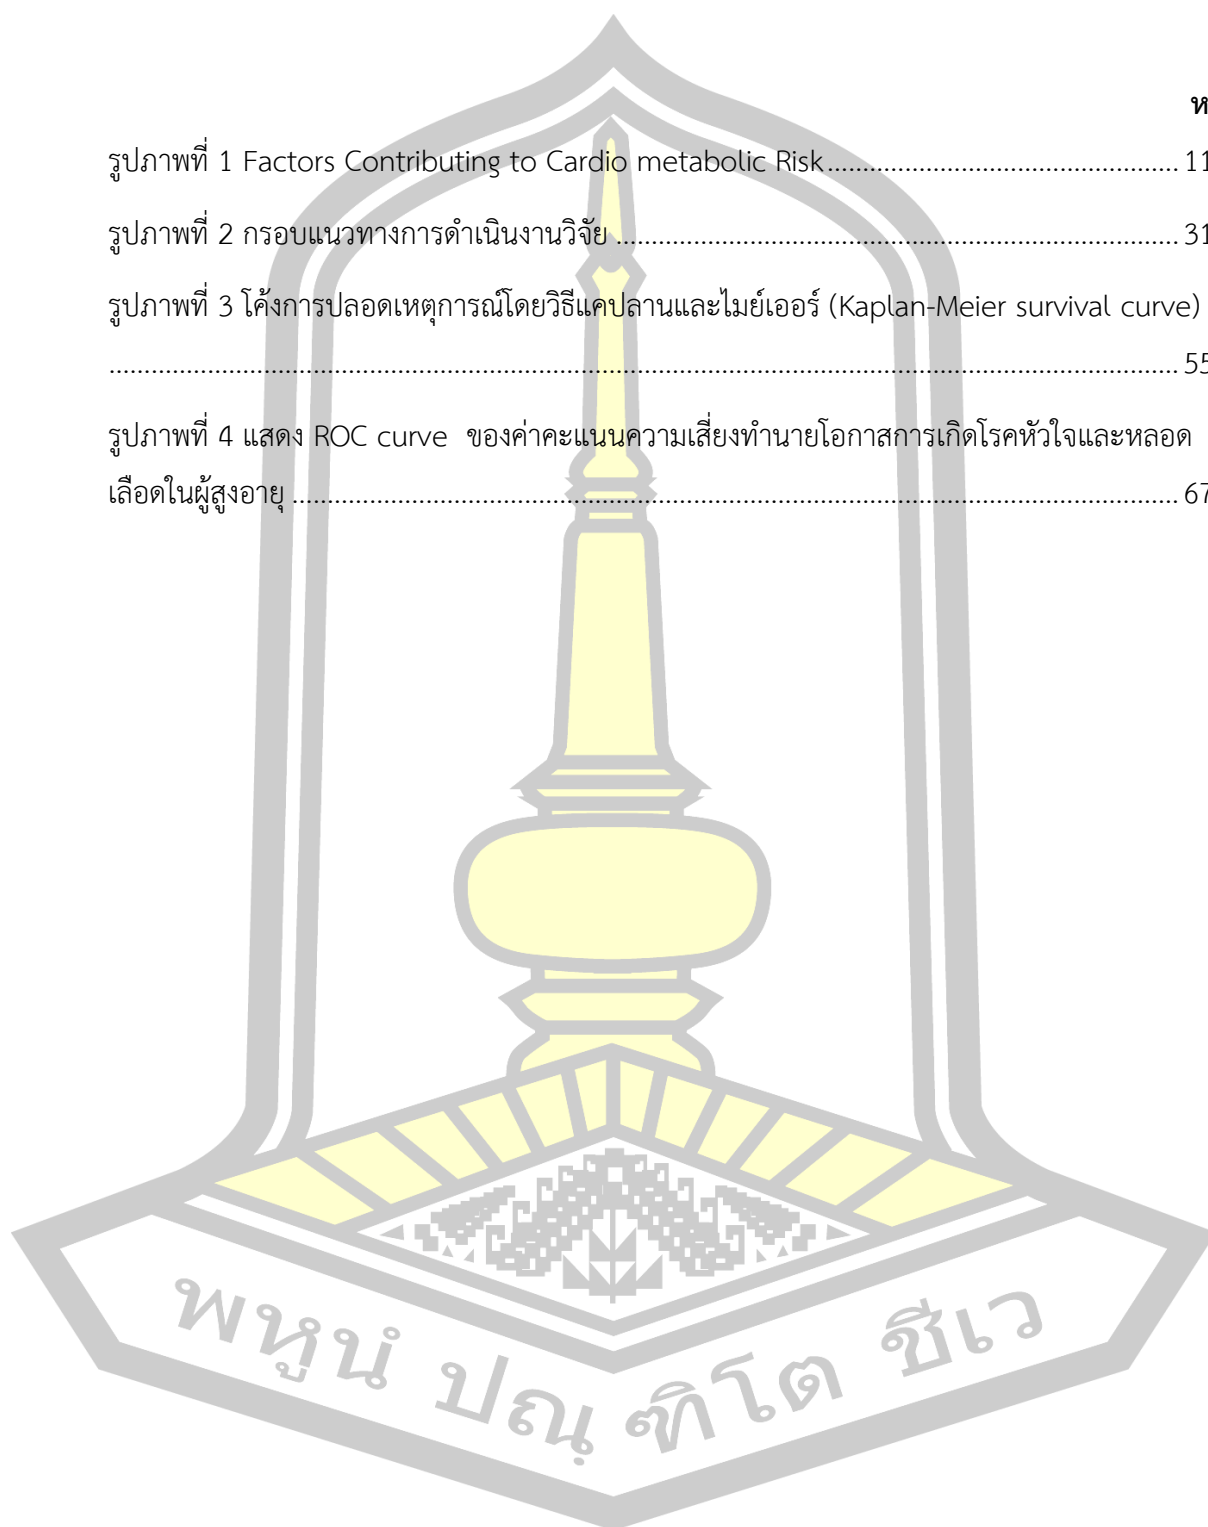 ห
รูปภาพที่ 1 Factors Contributing to Cardio metabolic Risk.................................................. 11
รูปภาพที่ 2 กรอบแนวทางการดำเนินงานวิจัย ................................................................................ 31
รูปภาพที่ 3 โค้งการปลอดเหตุการณ์โดยวิธีแคปลานและไมย์เออร์ (Kaplan-Meier survival curve)
......................................................................................................................................................... 55
รูปภาพที่ 4 แสดง ROC curve ของค่าคะแนนความเสี่ยงทำนายโอกาสการเกิดโรคหัวใจและหลอด
เลือดในผู้สูงอายุ .............................................................................................................................. 67
พหูนํ ปณฺ ฑิโต ชีเว